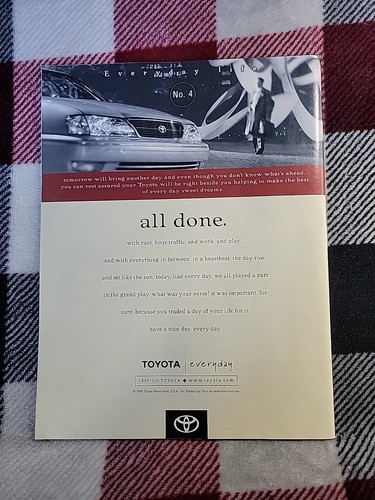 Everyday life.
No. 4
tomorrow will bring another day. and even though you don't know what's ahead,
you can rest assured your Toyota will be right beside you helping to make the best
of every day. sweet dreams.
all done.
with rush hour traffic. and work. and play.
and with everything in between. in a heartbeat, the day rose
and set like the sun. today, like every day, we all played a part
in the grand play. what was your verse? it was important, for
sure, because you traded a day of your life for it.
have a nice day. every day.
TOYOTA | everyday
1-800-GO-TOYOTA ◆ www.toyota.com